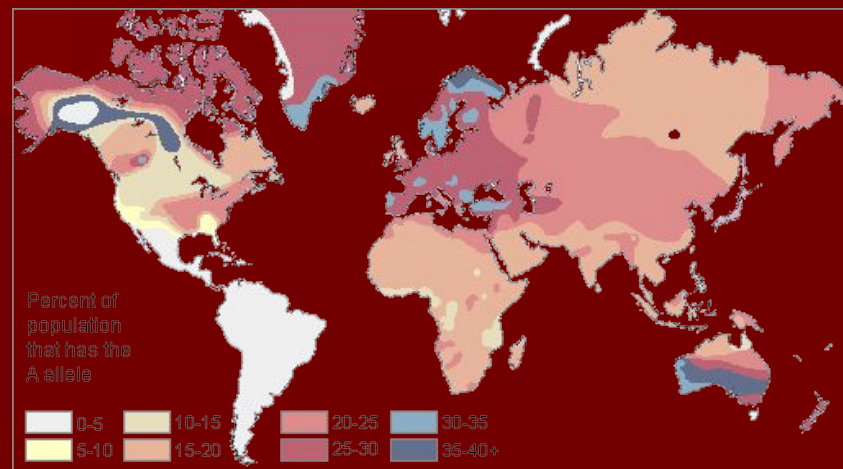 Percent of
population
that has the
A allele
0-5 10-15 20-25 30-35
5-10 15-20 25-30 35-40+